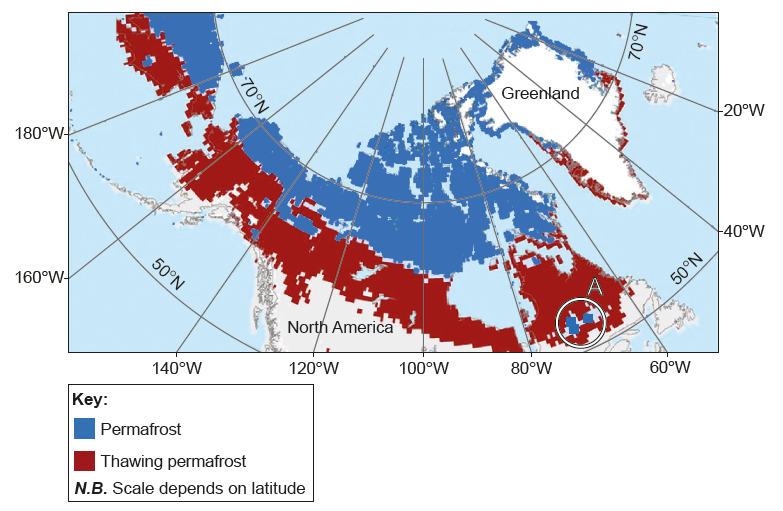 70°N
70°N
Greenland
20°W
180°W
40°W
160°W
50°N
50°N
A
North America
140°W
120°W
100°W
80°W
60°W
Key:
Permafrost
Thawing permafrost
N.B. Scale depends on latitude